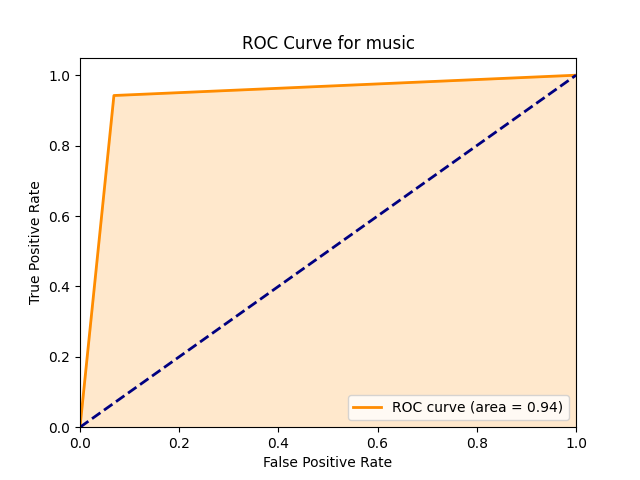 ROC Curve for music
True Positive Rate
1.0
0.8
0.6
0.4
0.2
0.0
ROC curve (area = 0.94)
0.0 0.2 0.4 0.6 0.8 1.0
False Positive Rate